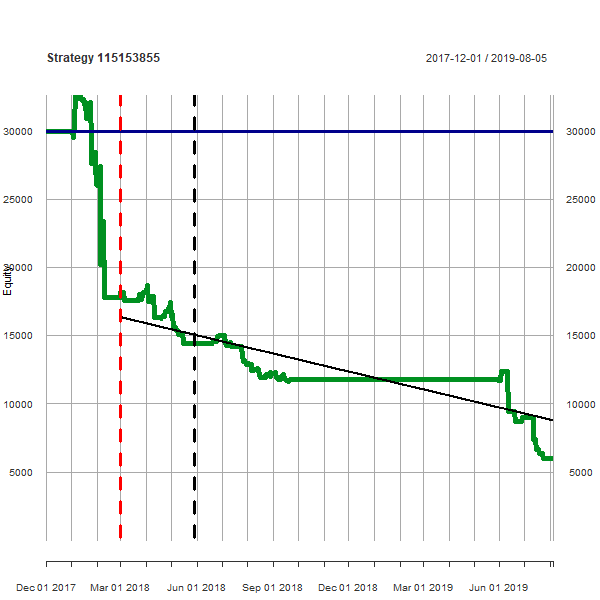 Strategy 115153855
2017-12-01 / 2019-08-05
30000
30000
25000
25000
20000
20000
Equity
15000
15000
10000
10000
5000
5000
Dec 01 2017
Mar 01 2018
Jun 01 2018
Sep 01 2018
Dec 01 2018
Mar 01 2019
Jun 01 2019